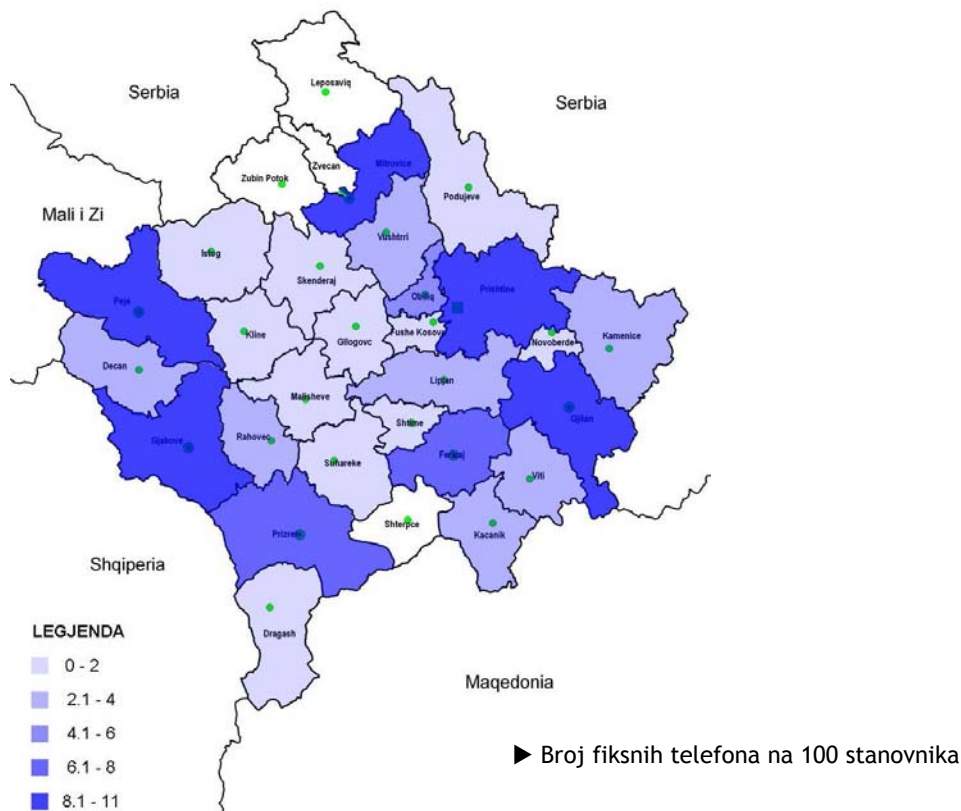 Leposaviq
Serbia
Serbia
Zvecan
Mitrovice
Zubin Potok
Podujeve
Mali i Zi
Vushtrri
Istog
Skenderaj
Prishtine
Obiliq
Peje
Fushe Kosove
Kline
Gllogovc
Novoberde
Kamenice
Decan
Lipjan
Malisheve
Gjilan
Shtime
Rahovec
Gjakove
Ferizaj
Suhareke
Viti
Shterpce
Kacanik
Prizren
Shqiperia
Dragash
LEGJENDA
0 - 2
2.1 - 4
4.1 - 6
6.1 - 8
8.1 - 11
Maqedonia
▶ Broj fiksnih telefona na 100 stanovnika